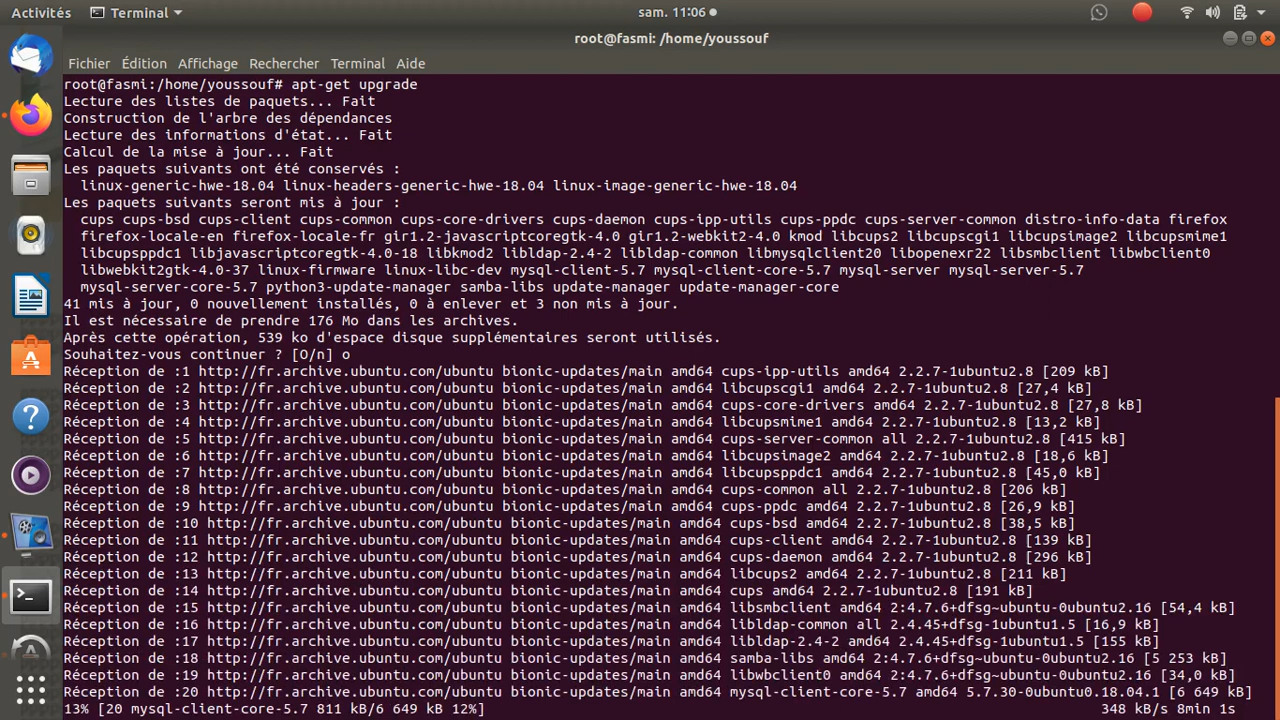 Activités Terminal sam. 11:06
root@fasmi: /home/youssouf
Fichier Édition Affichage Rechercher Terminal Aide
root@fasmi:/home/youssouf# apt-get upgrade
Lecture des listes de paquets... Fait
Construction de l'arbre des dépendances
Lecture des informations d'état... Fait
Calcul de la mise à jour... Fait
Les paquets suivants ont été conservés :
  linux-generic-hwe-18.04 linux-headers-generic-hwe-18.04 linux-image-generic-hwe-18.04
Les paquets suivants seront mis à jour :
  cups cups-bsd cups-client cups-common cups-core-drivers cups-daemon cups-ipp-utils cups-ppdc cups-server-common distro-info-data firefox
  firefox-locale-en firefox-locale-fr gir1.2-javascriptcoregtk-4.0 gir1.2-webkit2-4.0 kmod libcups2 libcupscgi1 libcupsimage2 libcupsmime1
  libcupsppdc1 libjavascriptcoregtk-4.0-18 libkmod2 libldap-2.4-2 libldap-common libmysqlclient20 libopenexr22 libsmbclient libwbclient0
  libwebkit2gtk-4.0-37 linux-firmware linux-libc-dev mysql-client-5.7 mysql-client-core-5.7 mysql-server mysql-server-5.7
  mysql-server-core-5.7 python3-update-manager samba-libs update-manager update-manager-core
41 mis à jour, 0 nouvellement installés, 0 à enlever et 3 non mis à jour.
Il est nécessaire de prendre 176 Mo dans les archives.
Après cette opération, 539 ko d'espace disque supplémentaires seront utilisés.
Souhaitez-vous continuer ? [O/n] o
Réception de :1 http://fr.archive.ubuntu.com/ubuntu bionic-updates/main amd64 cups-ipp-utils amd64 2.2.7-1ubuntu2.8 [209 kB]
Réception de :2 http://fr.archive.ubuntu.com/ubuntu bionic-updates/main amd64 libcupscgi1 amd64 2.2.7-1ubuntu2.8 [27,4 kB]
Réception de :3 http://fr.archive.ubuntu.com/ubuntu bionic-updates/main amd64 cups-core-drivers amd64 2.2.7-1ubuntu2.8 [27,8 kB]
Réception de :4 http://fr.archive.ubuntu.com/ubuntu bionic-updates/main amd64 libcupsmime1 amd64 2.2.7-1ubuntu2.8 [13,2 kB]
Réception de :5 http://fr.archive.ubuntu.com/ubuntu bionic-updates/main amd64 cups-server-common all 2.2.7-1ubuntu2.8 [415 kB]
Réception de :6 http://fr.archive.ubuntu.com/ubuntu bionic-updates/main amd64 libcupsimage2 amd64 2.2.7-1ubuntu2.8 [18,6 kB]
Réception de :7 http://fr.archive.ubuntu.com/ubuntu bionic-updates/main amd64 libcupsppdc1 amd64 2.2.7-1ubuntu2.8 [45,0 kB]
Réception de :8 http://fr.archive.ubuntu.com/ubuntu bionic-updates/main amd64 cups-common all 2.2.7-1ubuntu2.8 [206 kB]
Réception de :9 http://fr.archive.ubuntu.com/ubuntu bionic-updates/main amd64 cups-ppdc amd64 2.2.7-1ubuntu2.8 [26,9 kB]
Réception de :10 http://fr.archive.ubuntu.com/ubuntu bionic-updates/main amd64 cups-bsd amd64 2.2.7-1ubuntu2.8 [38,5 kB]
Réception de :11 http://fr.archive.ubuntu.com/ubuntu bionic-updates/main amd64 cups-client amd64 2.2.7-1ubuntu2.8 [139 kB]
Réception de :12 http://fr.archive.ubuntu.com/ubuntu bionic-updates/main amd64 cups-daemon amd64 2.2.7-1ubuntu2.8 [296 kB]
Réception de :13 http://fr.archive.ubuntu.com/ubuntu bionic-updates/main amd64 libcups2 amd64 2.2.7-1ubuntu2.8 [211 kB]
Réception de :14 http://fr.archive.ubuntu.com/ubuntu bionic-updates/main amd64 cups amd64 2.2.7-1ubuntu2.8 [191 kB]
Réception de :15 http://fr.archive.ubuntu.com/ubuntu bionic-updates/main amd64 libsmbclient amd64 2:4.7.6+dfsg~ubuntu-0ubuntu2.16 [54,4 kB]
Réception de :16 http://fr.archive.ubuntu.com/ubuntu bionic-updates/main amd64 libldap-common all 2.4.45+dfsg-1ubuntu1.5 [16,9 kB]
Réception de :17 http://fr.archive.ubuntu.com/ubuntu bionic-updates/main amd64 libldap-2.4-2 amd64 2.4.45+dfsg-1ubuntu1.5 [155 kB]
Réception de :18 http://fr.archive.ubuntu.com/ubuntu bionic-updates/main amd64 samba-libs amd64 2:4.7.6+dfsg~ubuntu-0ubuntu2.16 [5 253 kB]
Réception de :19 http://fr.archive.ubuntu.com/ubuntu bionic-updates/main amd64 libwbclient0 amd64 2:4.7.6+dfsg~ubuntu-0ubuntu2.16 [34,0 kB]
Réception de :20 http://fr.archive.ubuntu.com/ubuntu bionic-updates/main amd64 mysql-client-core-5.7 amd64 5.7.30-0ubuntu0.18.04.1 [6 649 kB]
13% [20 mysql-client-core-5.7 811 kB/6 649 kB 12%] 348 kB/s 8min 1s